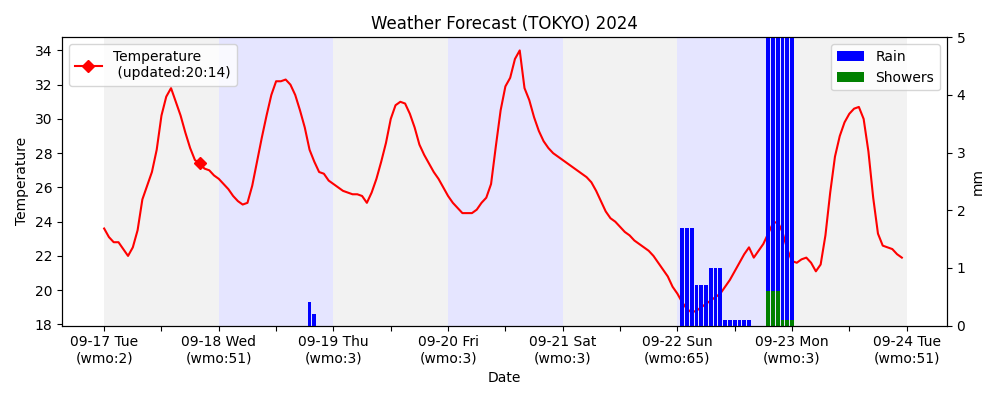 Weather Forecast (TOKYO) 2024
Temperature
(updated:20:14)
Rain
Showers
34
32
30
28
26
24
22
20
18
Temperature
5
4
3
2
1
0
mm
09-17 Tue
(wmo:2)
09-18 Wed
(wmo:51)
09-19 Thu
(wmo:3)
09-20 Fri
(wmo:3)
09-21 Sat
(wmo:3)
09-22 Sun
(wmo:65)
09-23 Mon
(wmo:3)
09-24 Tue
(wmo:51)
Date